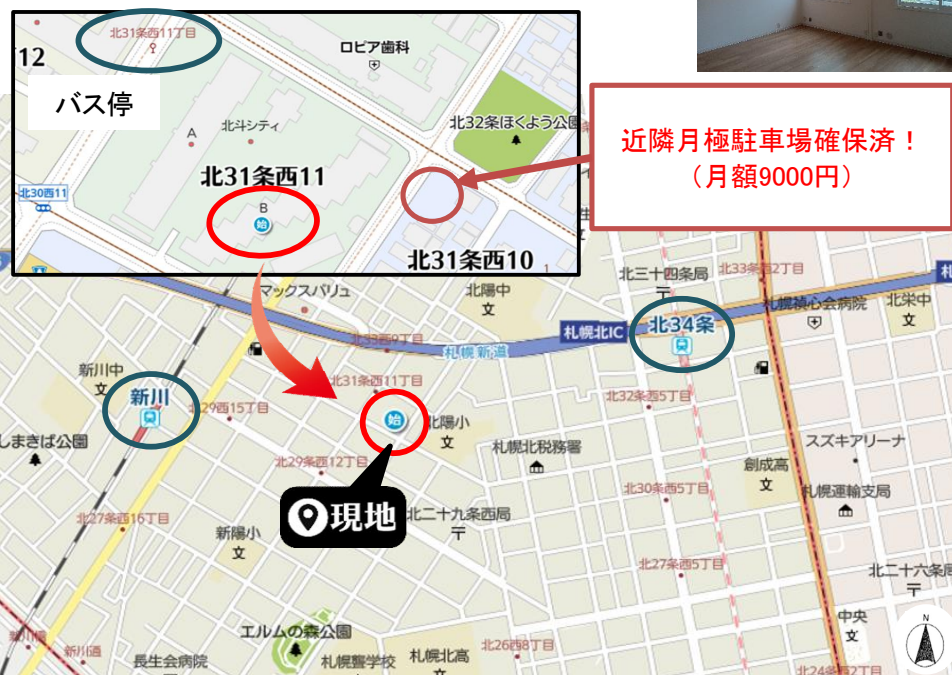 北31条西11丁目
12
バス停
ロピア歯科
A
北斗シティ
北32条ほくよう公園
北31条西11
B
始
北30西11
北31条西10
1
近隣月極駐車場確保済！
（月額9000円）
マックスバリュ
北陽中
文
北三十四条局
北33条西2丁目
札幌禎心会病院
北栄中
文
札幌北IC
北34条
札
北33条西9丁目
札幌新道
新川中
文
新川
北31条西11丁目
北29条西15丁目
始
北陽小
文
北32条西5丁目
しまきば公園
札幌北税務署
スズキアリーナ
北29条西12丁目
創成高
文
現地
北30条西5丁目
札幌運輸支局
北27条西16丁目
新陽小
文
北二十九条西局
北27条西5丁目
北二十六条局
エルムの森公園
中央
文
N
新川通
長生会病院
札幌聾学校
札幌北高
文
北26西8丁目
北24条西2丁目